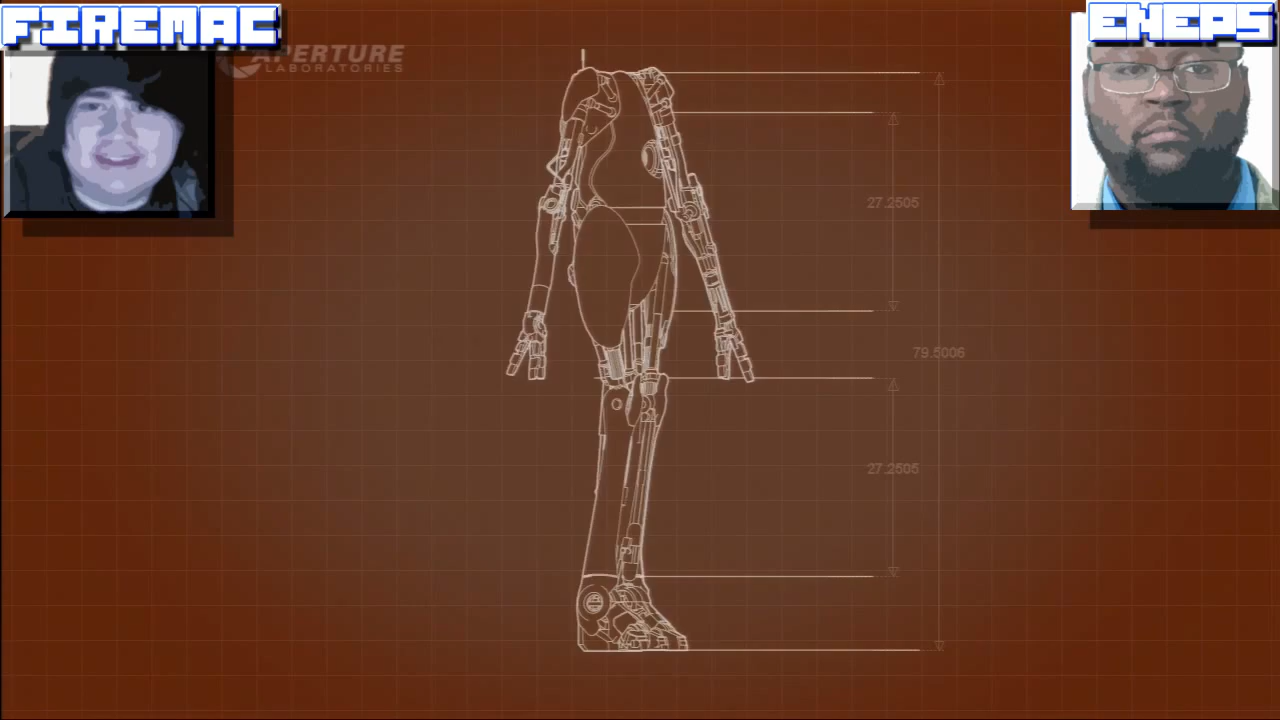 FIREMAC
ENEPS
APERTURE
LABORATORIES
27.2505
79.5006
27.2505